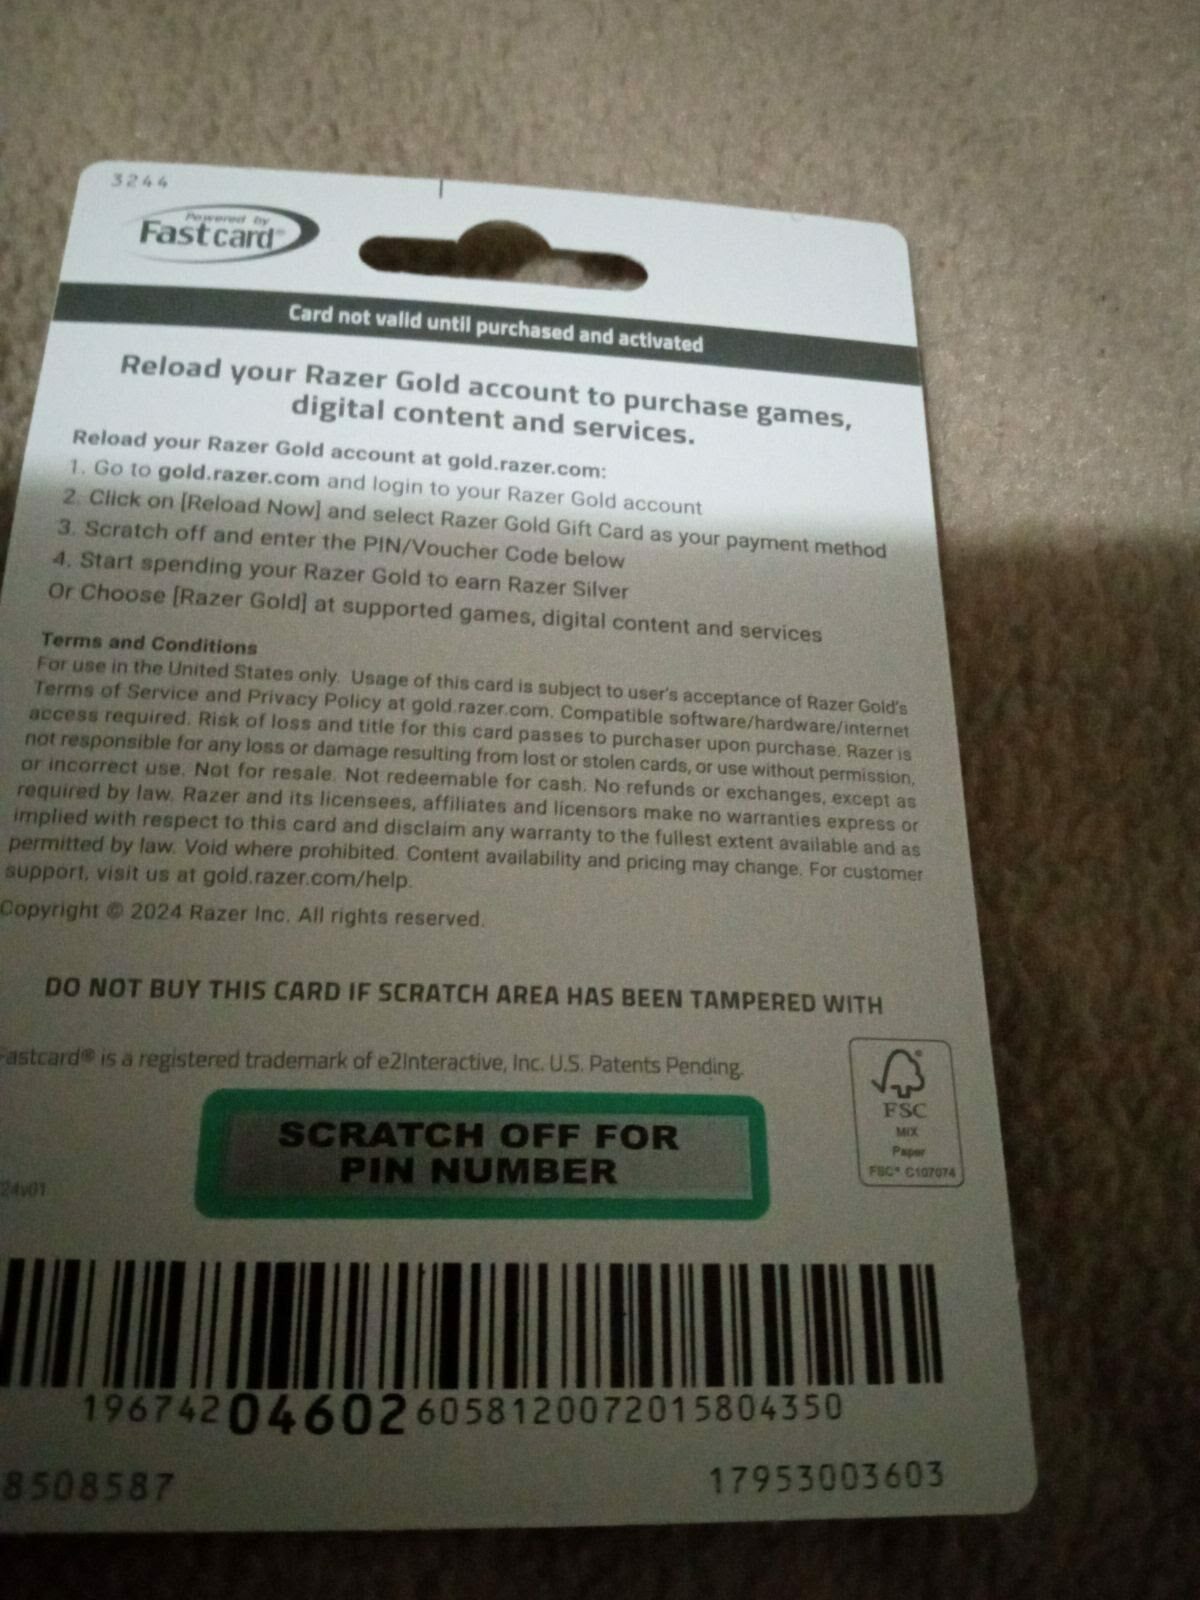 3244
Powered by
Fastcard®
Card not valid until purchased and activated
Reload your Razer Gold account to purchase games,
digital content and services.
Reload your Razer Gold account at gold.razer.com:
1. Go to gold.razer.com and login to your Razer Gold account
2. Click on [Reload Now] and select Razer Gold Gift Card as your payment method
3. Scratch off and enter the PIN/Voucher Code below
4. Start spending your Razer Gold to earn Razer Silver
Or Choose [Razer Gold] at supported games, digital content and services
Terms and Conditions
For use in the United States only. Usage of this card is subject to user's acceptance of Razer Gold's
Terms of Service and Privacy Policy at gold.razer.com. Compatible software/hardware/internet
access required. Risk of loss and title for this card passes to purchaser upon purchase. Razer is
not responsible for any loss or damage resulting from lost or stolen cards, or use without permission,
or incorrect use. Not for resale. Not redeemable for cash. No refunds or exchanges, except as
required by law. Razer and its licensees, affiliates and licensors make no warranties express or
implied with respect to this card and disclaim any warranty to the fullest extent available and as
permitted by law. Void where prohibited. Content availability and pricing may change. For customer
support, visit us at gold.razer.com/help.
Copyright © 2024 Razer Inc. All rights reserved.
DO NOT BUY THIS CARD IF SCRATCH AREA HAS BEEN TAMPERED WITH
Fastcard® is a registered trademark of e2Interactive, Inc. U.S. Patents Pending.
FSC
MIX
Paper
FSC® C107074
SCRATCH OFF FOR
PIN NUMBER
24v01
196742046026058120072015804350
8508587
17953003603